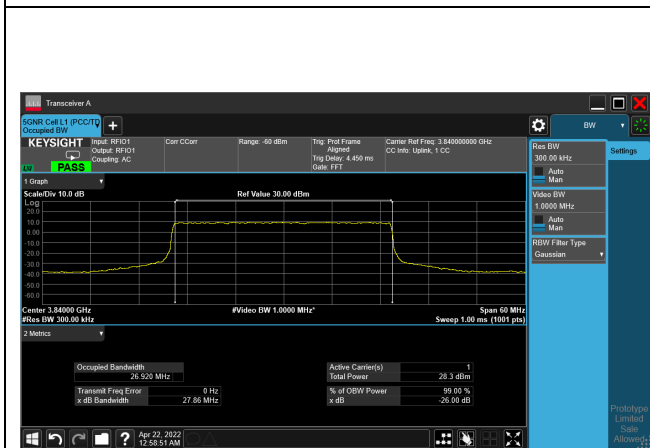 Transceiver A
5GNR Cell L1 (PCC/TD
Occupied BW
BW
KEYSIGHT
Input: RFIO1
Output: RFIO1
Coupling: AC
Corr CCorr
Range: -60 dBm
Trig: Prot Frame
Aligned
Trig Delay: 4.450 ms
Gate: FFT
Carrier Ref Freq: 3.840000000 GHz
CC Info: Uplink, 1 CC
PASS
Res BW
300.00 kHz
Auto
Man
Settings
Video BW
1.0000 MHz
Auto
Man
RBW Filter Type
Gaussian
1 Graph
Scale/Div 10.0 dB
Ref Value 30.00 dBm
Log
20.0
10.0
0.00
-10.0
-20.0
-30.0
-40.0
-50.0
-60.0
Center 3.84000 GHz
#Video BW 1.0000 MHz*
Span 60 MHz
#Res BW 300.00 kHz
Sweep 1.00 ms (1001 pts)
2 Metrics
Occupied Bandwidth
26.920 MHz
Active Carrier(s) 1
Total Power 28.3 dBm
Transmit Freq Error 0 Hz
x dB Bandwidth 27.86 MHz
% of OBW Power 99.00 %
x dB -26.00 dB
Prototype
Limited
Sale
Allowed
Apr 22, 2022
12:58:51 AM